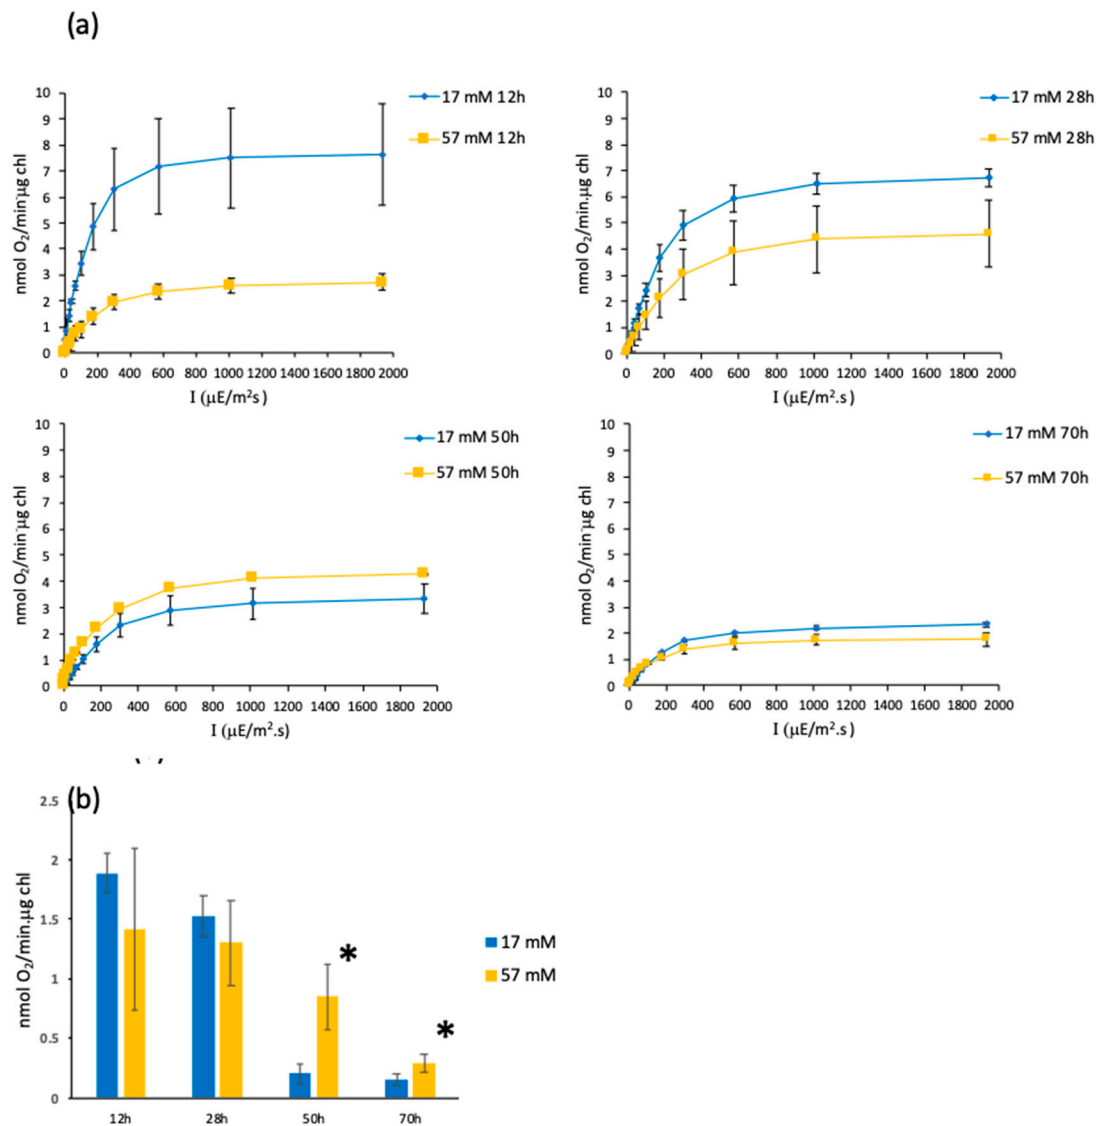 (a)
10
9
8
7
6
5
4
3
2
1
0
nmol O₂/min·μg chl
0 200 400 600 800 1000 1200 1400 1600 1800 2000
I (μE/m²s)
17 mM 12h
57 mM 12h
10
9
8
7
6
5
4
3
2
1
0
nmol O₂/min.μg chl
0 200 400 600 800 1000 1200 1400 1600 1800 2000
I (μE/m².s)
17 mM 28h
57 mM 28h
10
9
8
7
6
5
4
3
2
1
0
nmol O₂/min·μg chl
0 200 400 600 800 1000 1200 1400 1600 1800 2000
I (μE/m².s)
17 mM 50h
57 mM 50h
10
9
8
7
6
5
4
3
2
1
0
nmol O₂/min·μg chl
0 200 400 600 800 1000 1200 1400 1600 1800 2000
I (μE/m².s)
17 mM 70h
57 mM 70h
(b)
2.5
2
1.5
1
0.5
0
nmol O₂/min.μg chl
*
*
12h 28h 50h 70h
17 mM
57 mM